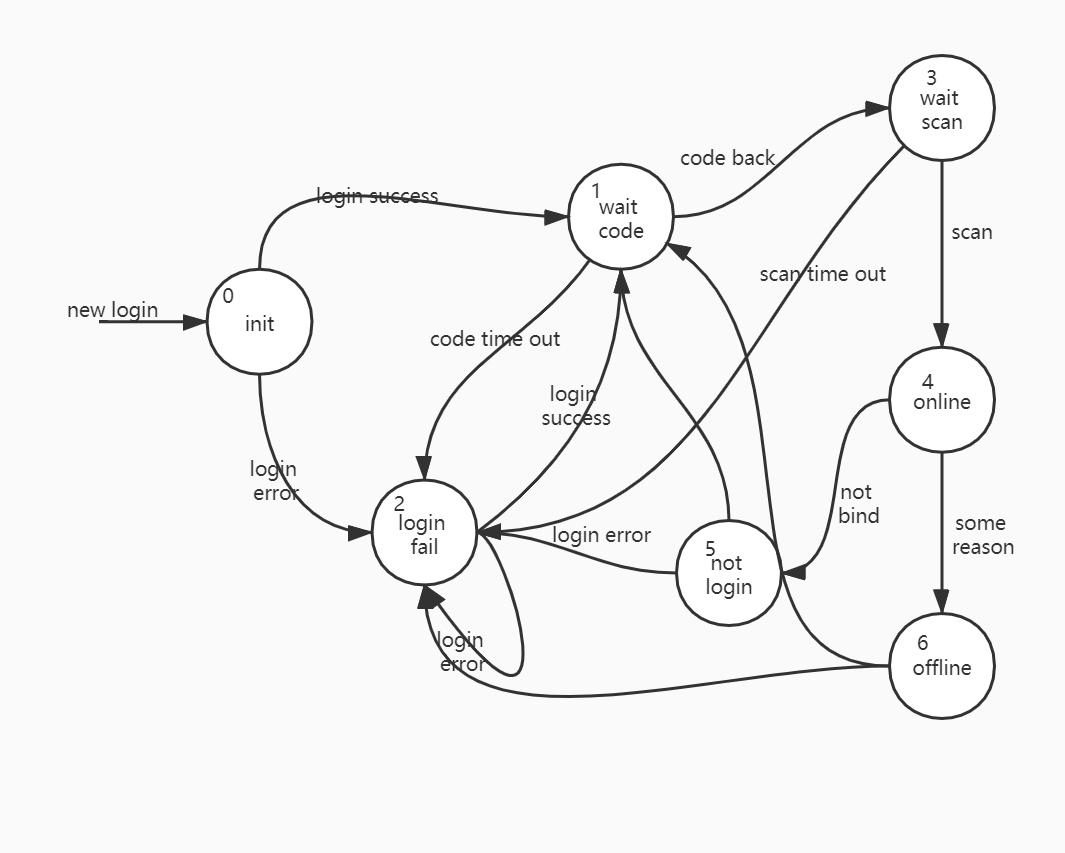 3
wait
scan
code back
1
wait
code
login success
scan
scan time out
0
init
new login
code time out
4
online
login
success
login
error
2
login
fail
not
bind
some
reason
login error
5
not
login
login
error
6
offline